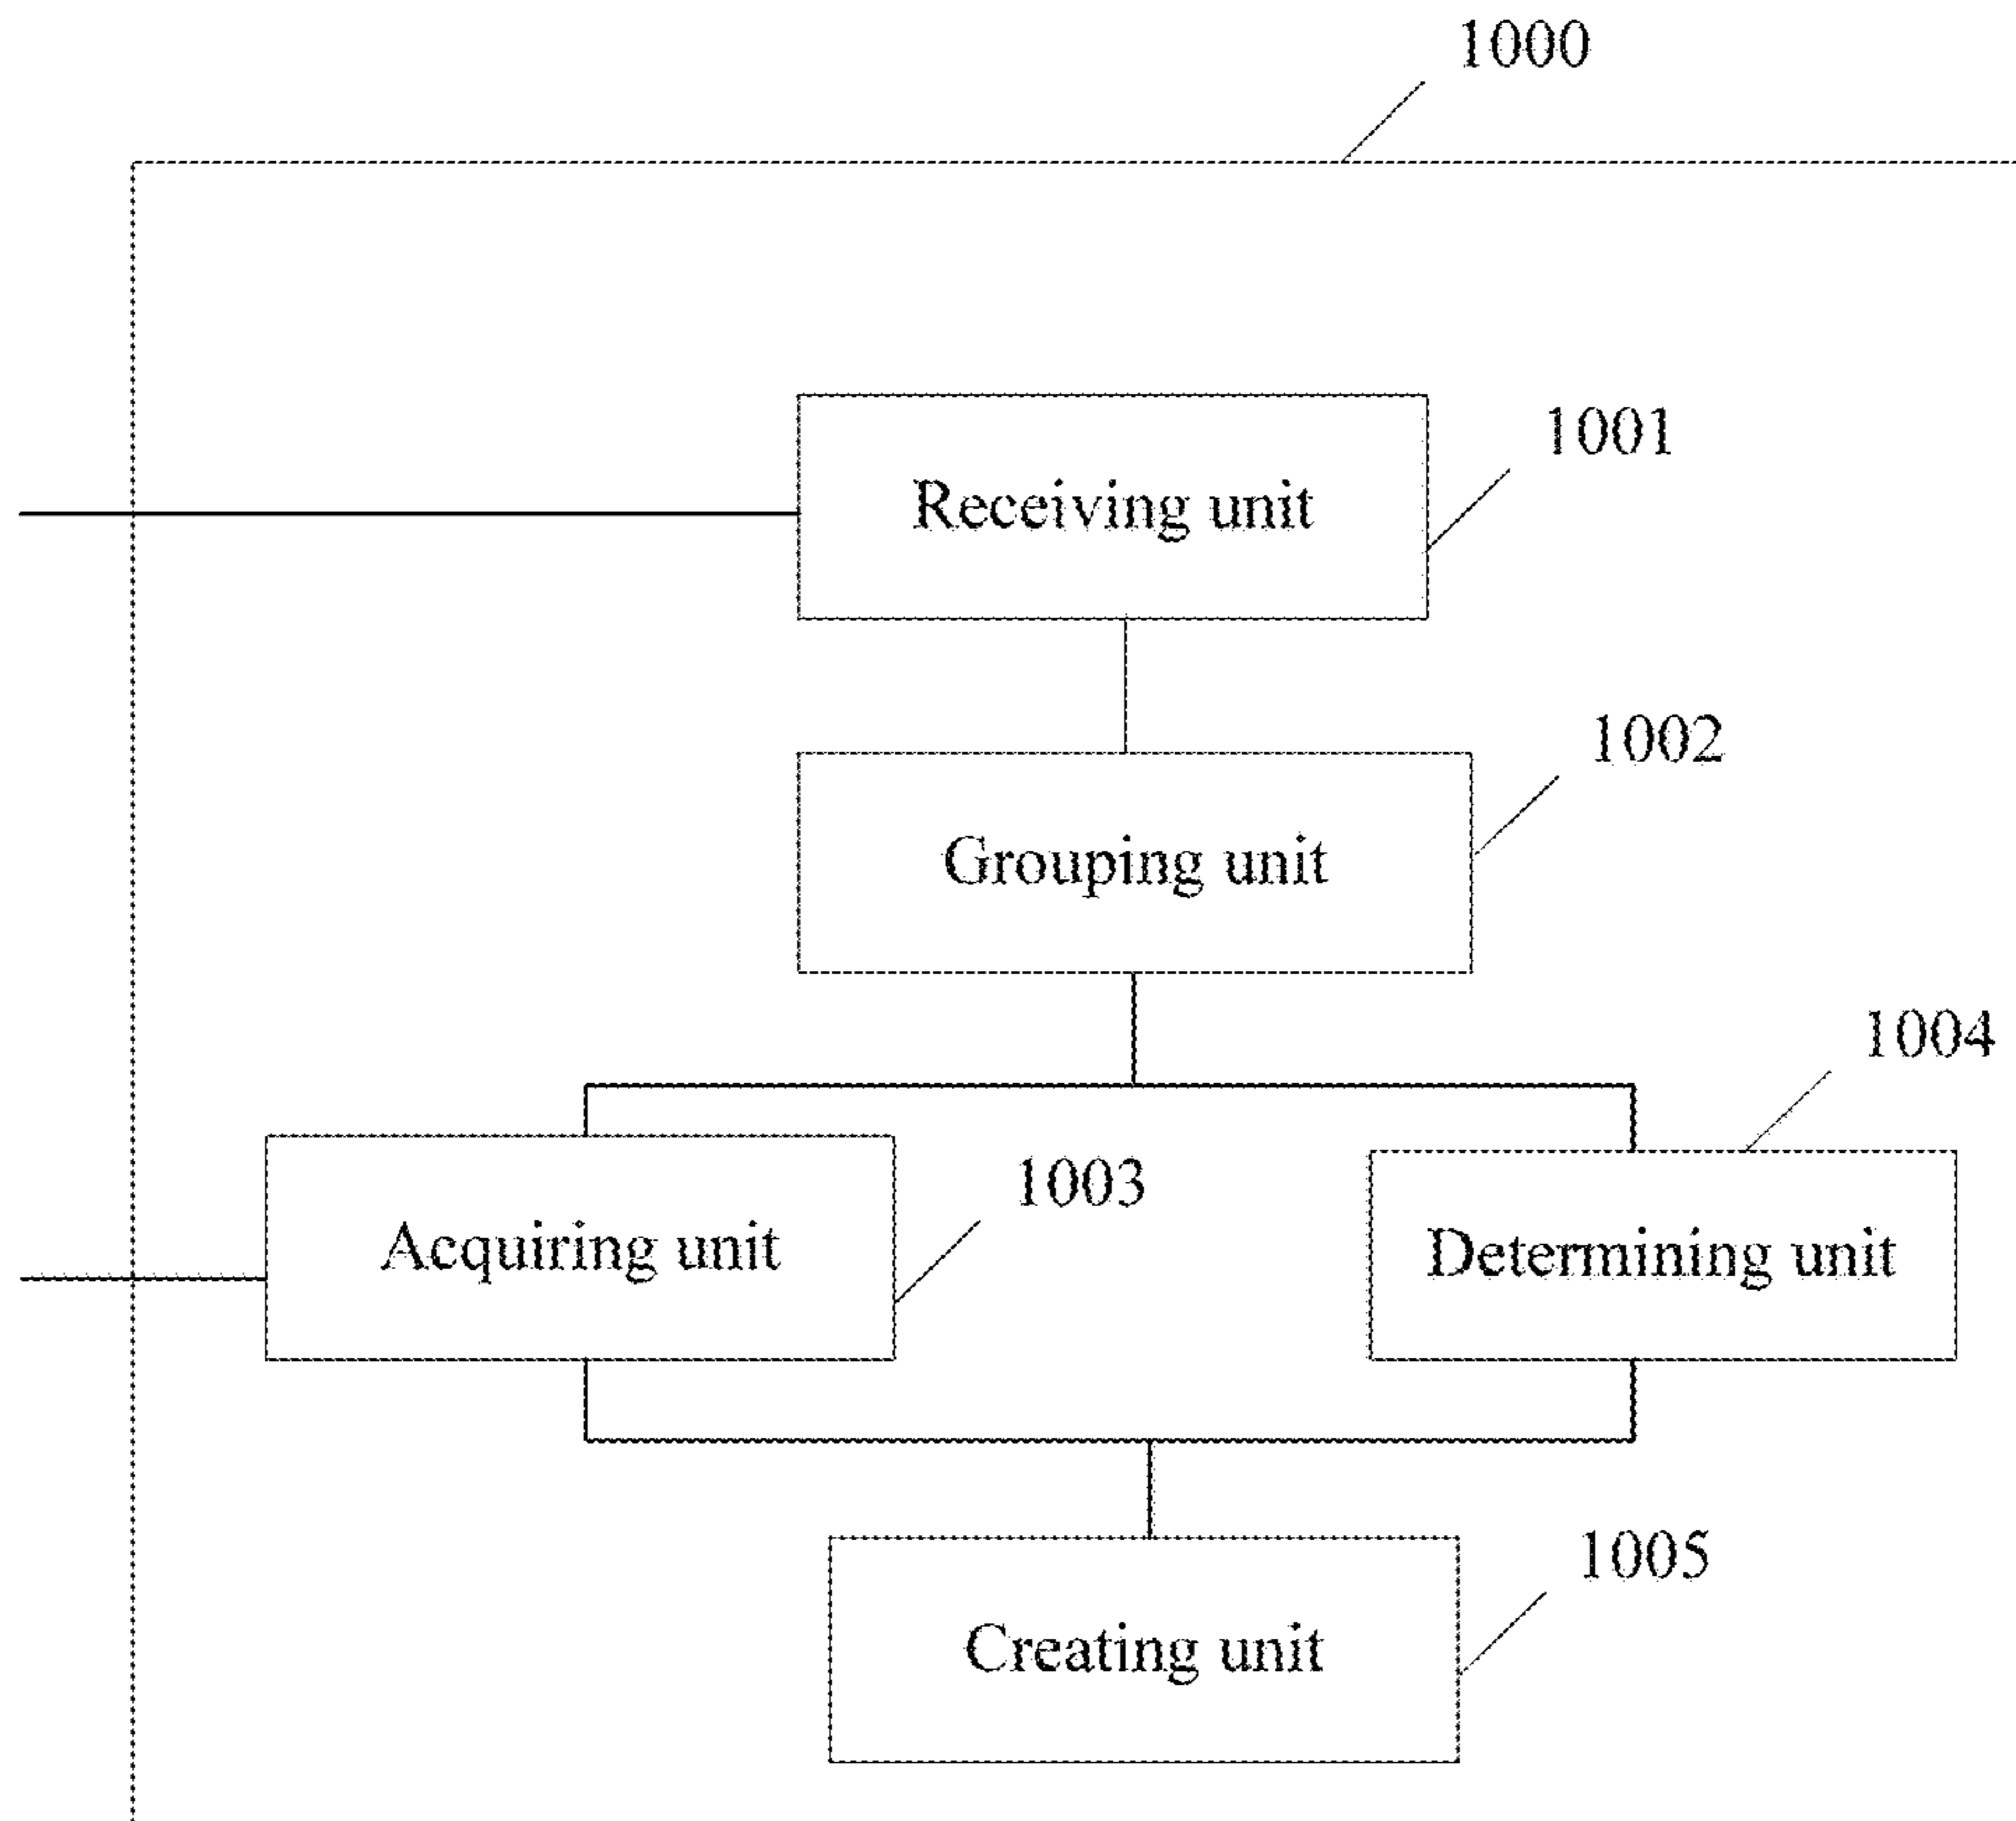 1000
1001
Receiving unit
1002
Grouping unit
1004
1003
Acquiring unit
Determining unit
1005
Creating unit